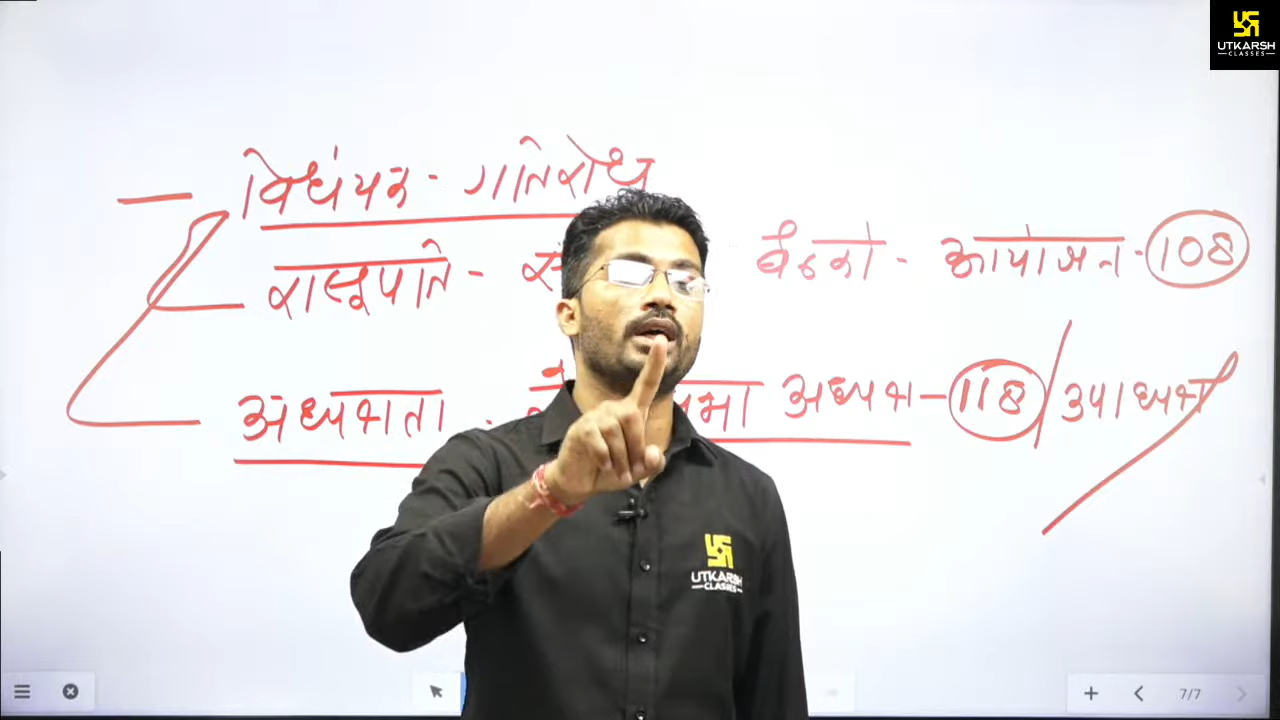 UTKARSH
CLASSES
विधेयक - गतिरोध
राष्ट्रपति - बैठको - आयोजन - 108
अध्यक्षता - अध्यक्ष - 118 / उपाध्यक्ष
UTKARSH
CLASSES
7/7